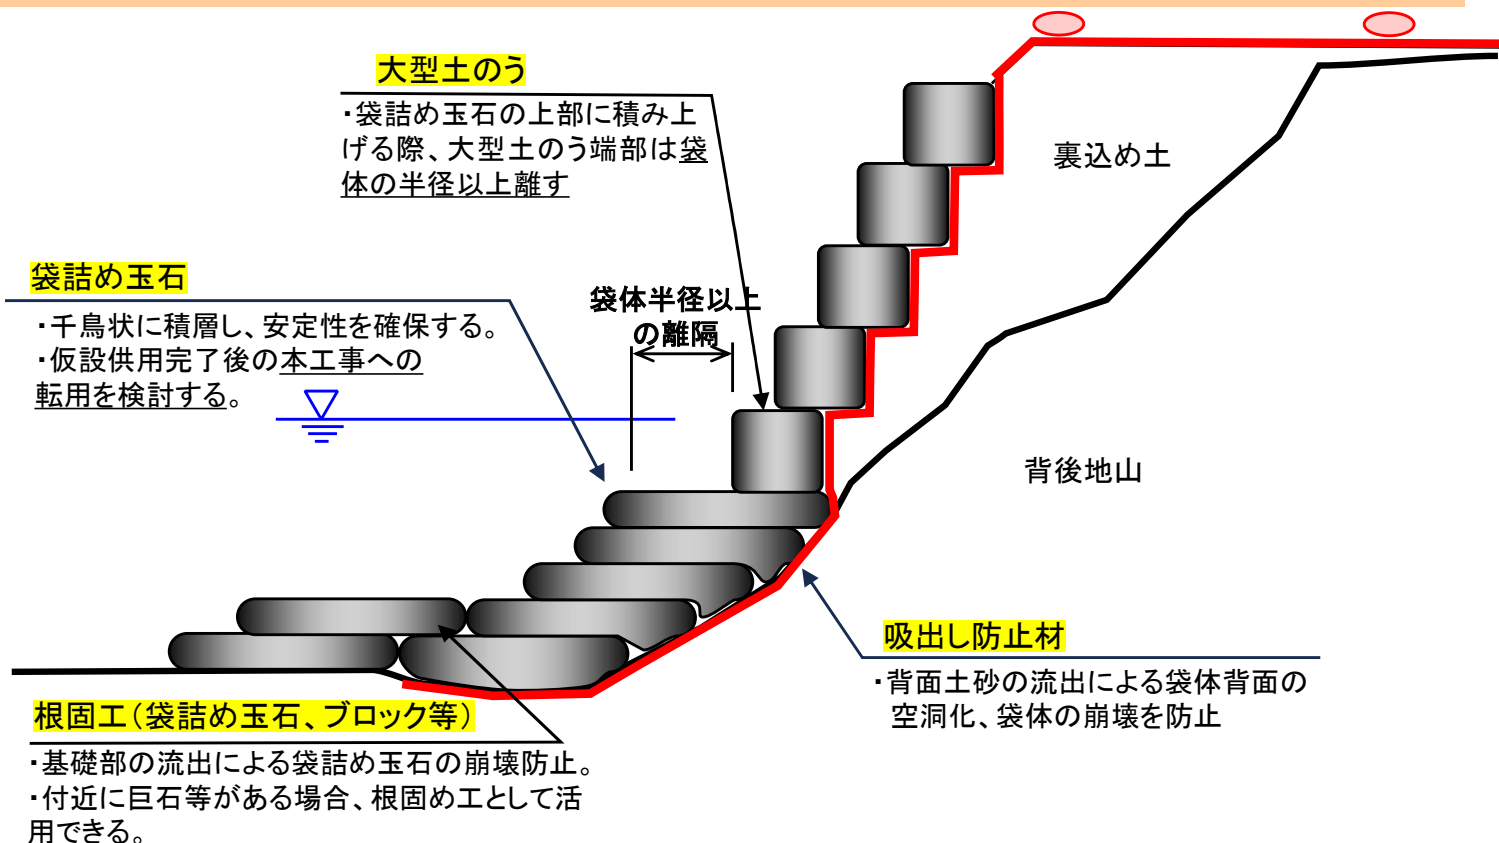 大型土のう
・袋詰め玉石の上部に積み上
げる際、大型土のう端部は袋
体の半径以上離す
裏込め土
袋詰め玉石
・千鳥状に積層し、安定性を確保する。
・仮設供用完了後の本工事への
転用を検討する。
袋体半径以上
の離隔
背後地山
吸出し防止材
・背面土砂の流出による袋体背面の
空洞化、袋体の崩壊を防止
根固工(袋詰め玉石、ブロック等)
・基礎部の流出による袋詰め玉石の崩壊防止。
・付近に巨石等がある場合、根固め工として活
用できる。